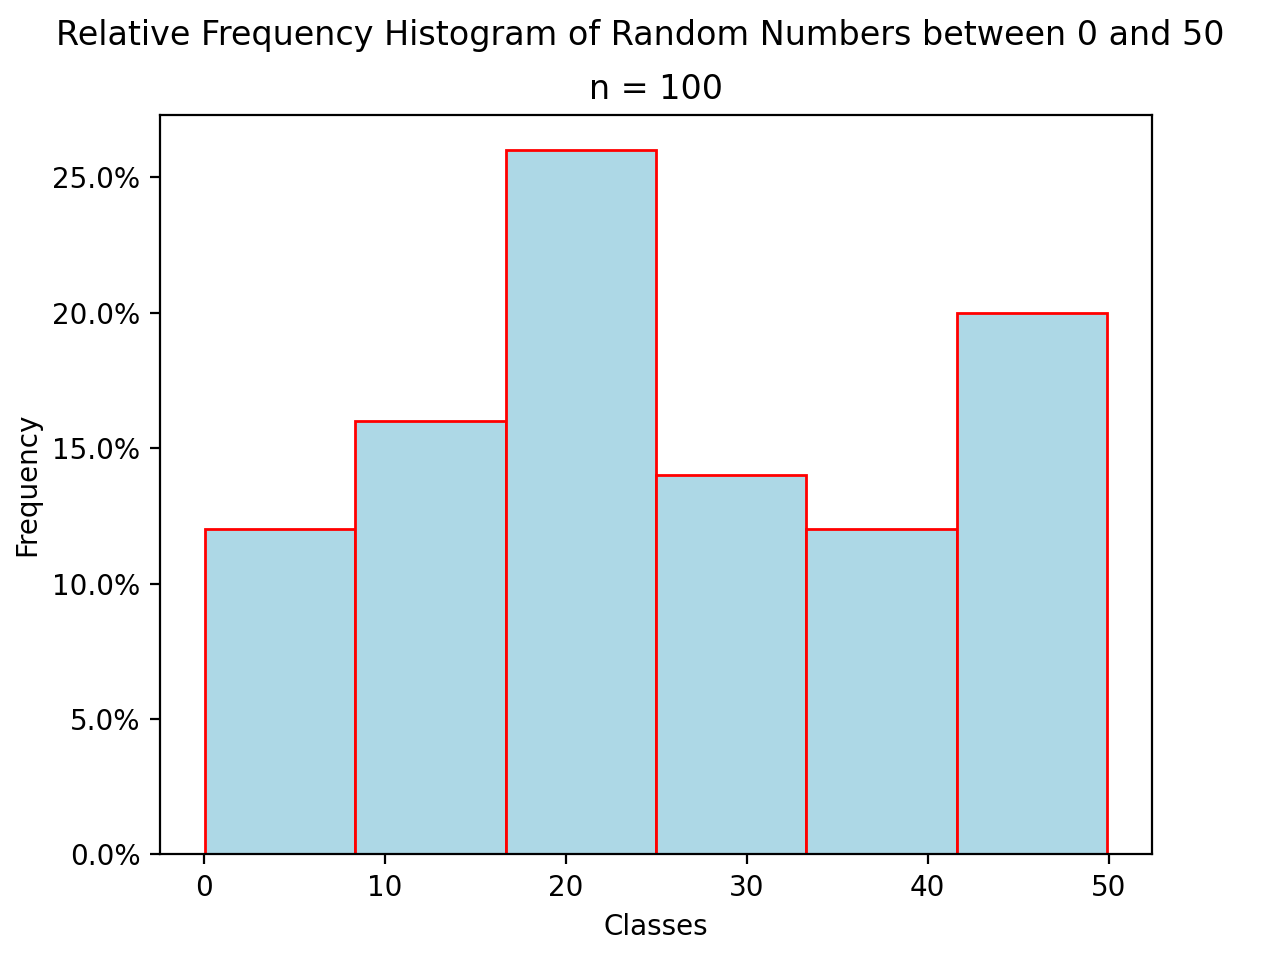 Relative Frequency Histogram of Random Numbers between 0 and 50
n = 100
25.0%
20.0%
15.0%
10.0%
5.0%
0.0%
Frequency
0 10 20 30 40 50
Classes